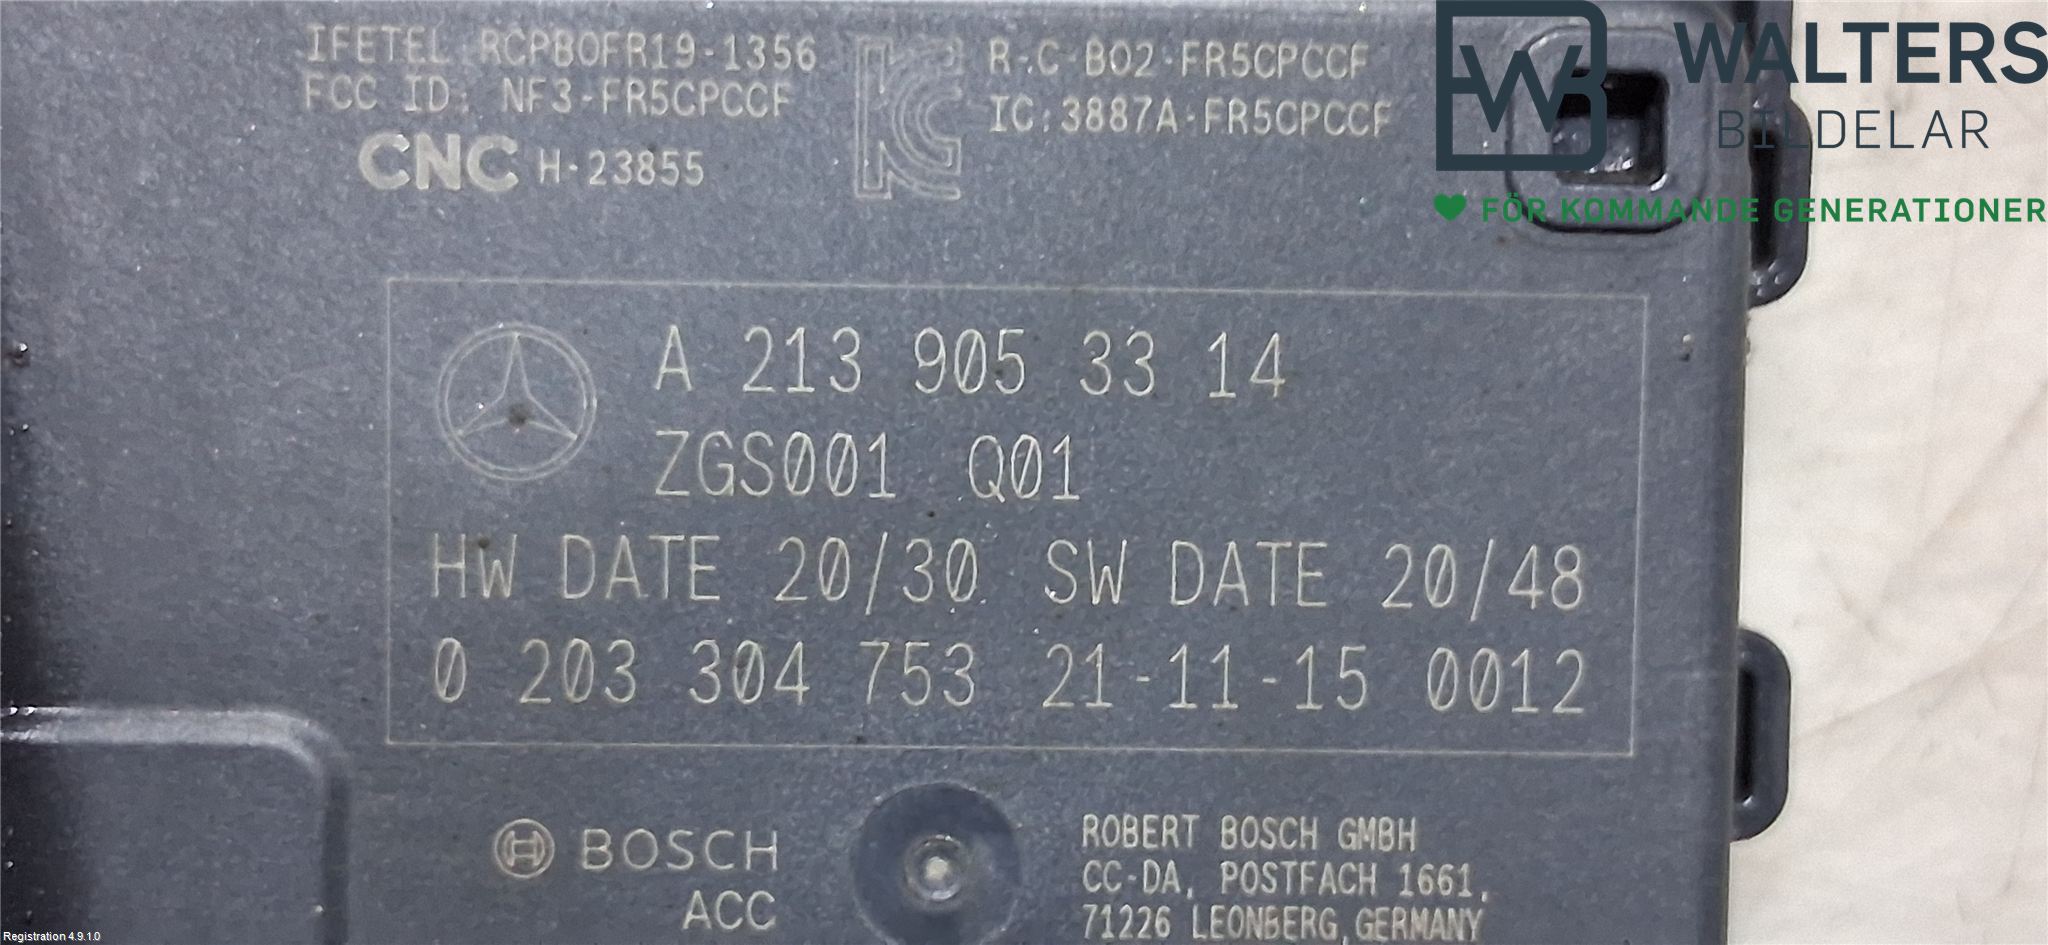 IFETEL RCPBOFR19-1356
FCC ID: NF3-FR5CPCCF
CNC H-23855
KC
R-C-BO2-FR5CPCCF
IC:3887A-FR5CPCCF
WALTERS
BILDELAR
FÖR KOMMANDE GENERATIONER
A 213 905 33 14
ZGS001 Q01
HW DATE 20/30 SW DATE 20/48
0 203 304 753 21-11-15 0012
BOSCH
ACC
ROBERT BOSCH GMBH
CC-DA, POSTFACH 1661,
71226 LEONBERG,GERMANY
Registration 4.9.1.0